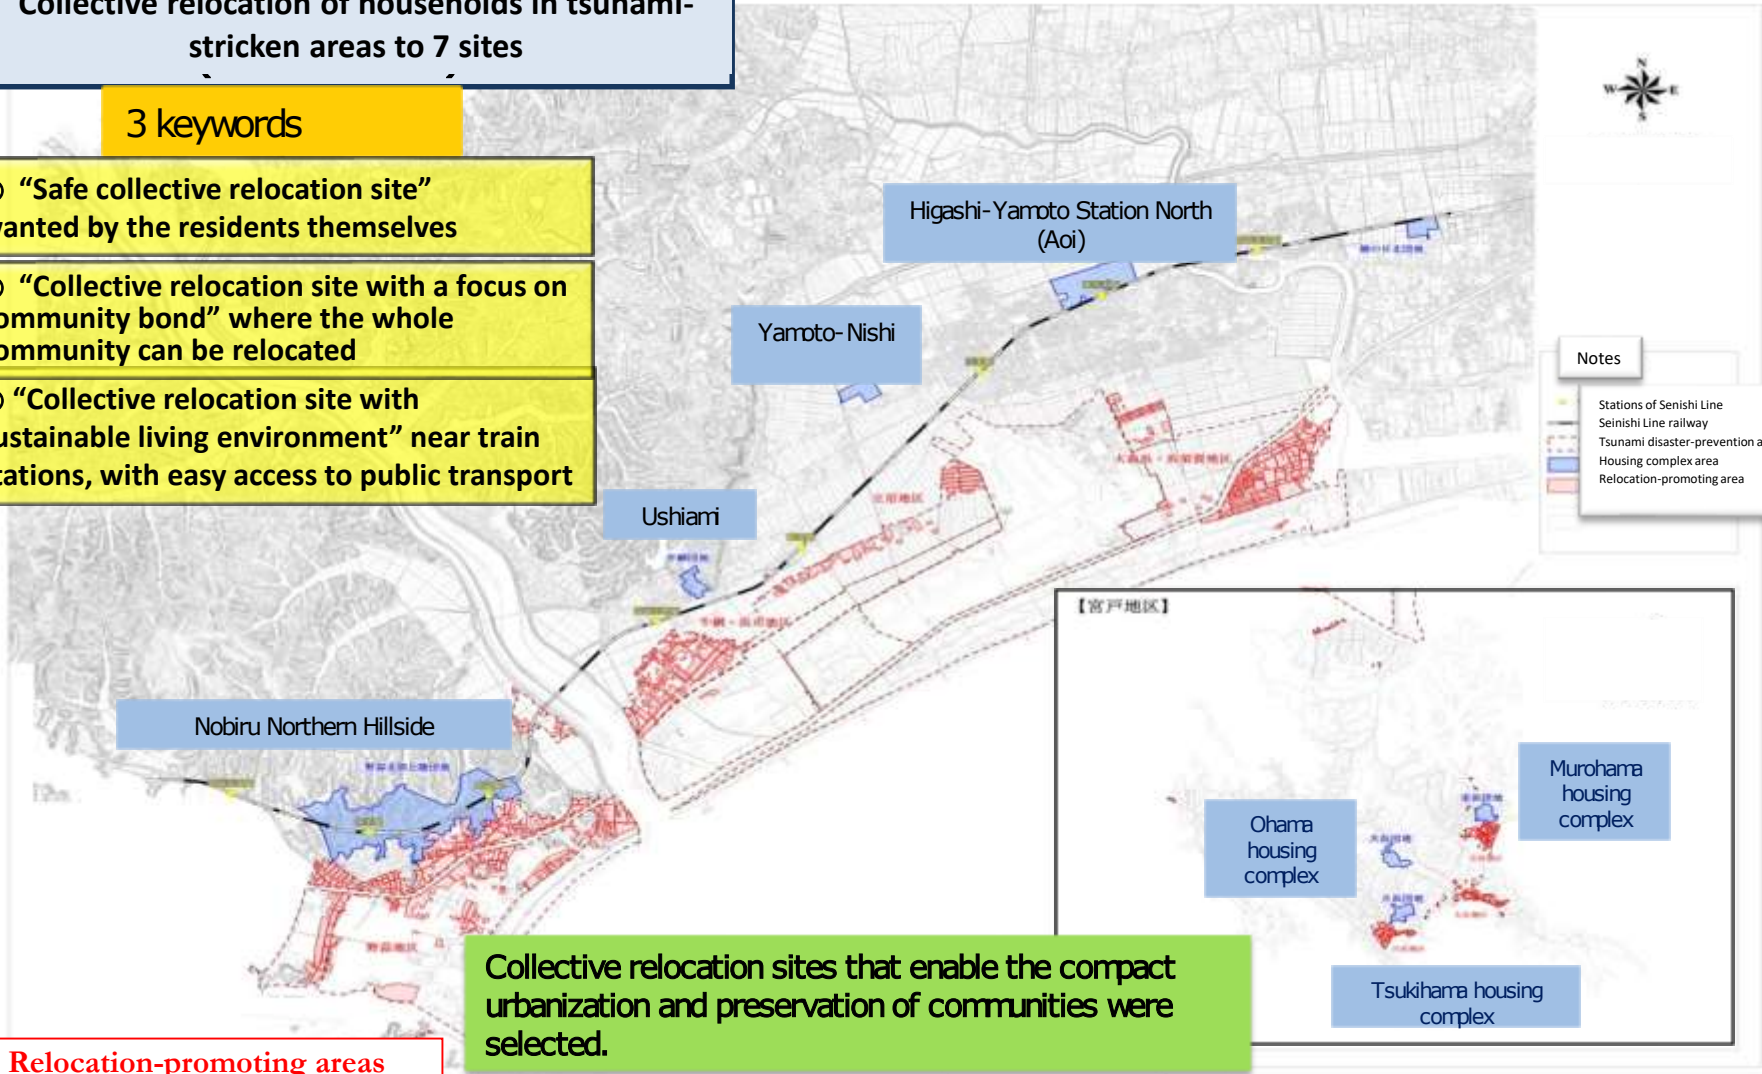 Collective relocation of households in tsunami-
stricken areas to 7 sites
3 keywords
“Safe collective relocation site”
wanted by the residents themselves
“Collective relocation site with a focus on
community bond” where the whole
community can be relocated
“Collective relocation site with
sustainable living environment” near train
stations, with easy access to public transport
N
W E
S
Higashi-Yamoto Station North
(Aoi)
Yamoto-Nishi
Ushiami
Nobiru Northern Hillside
Notes
Stations of Senishi Line
Seinishi Line railway
Tsunami disaster-prevention a
Housing complex area
Relocation-promoting area
【宮戸地区】
Murohama
housing
complex
Ohama
housing
complex
Tsukihama housing
complex
Collective relocation sites that enable the compact
urbanization and preservation of communities were
selected.
Relocation-promoting areas